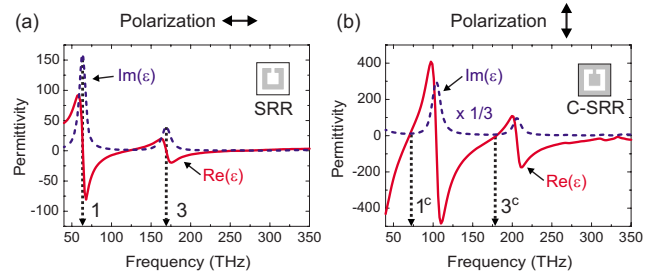 (a) Polarization
Im(ε)
SRR
Re(ε)
1
3
100
50
0
-50
-100
Permittivity
50 100 150 200 250 300 350
Frequency (THz)
(b) Polarization
Im(ε)
x 1/3
C-SRR
Re(ε)
1c
3c
400
200
0
-200
-400
Permittivity
50 100 150 200 250 300 350
Frequency (THz)
150